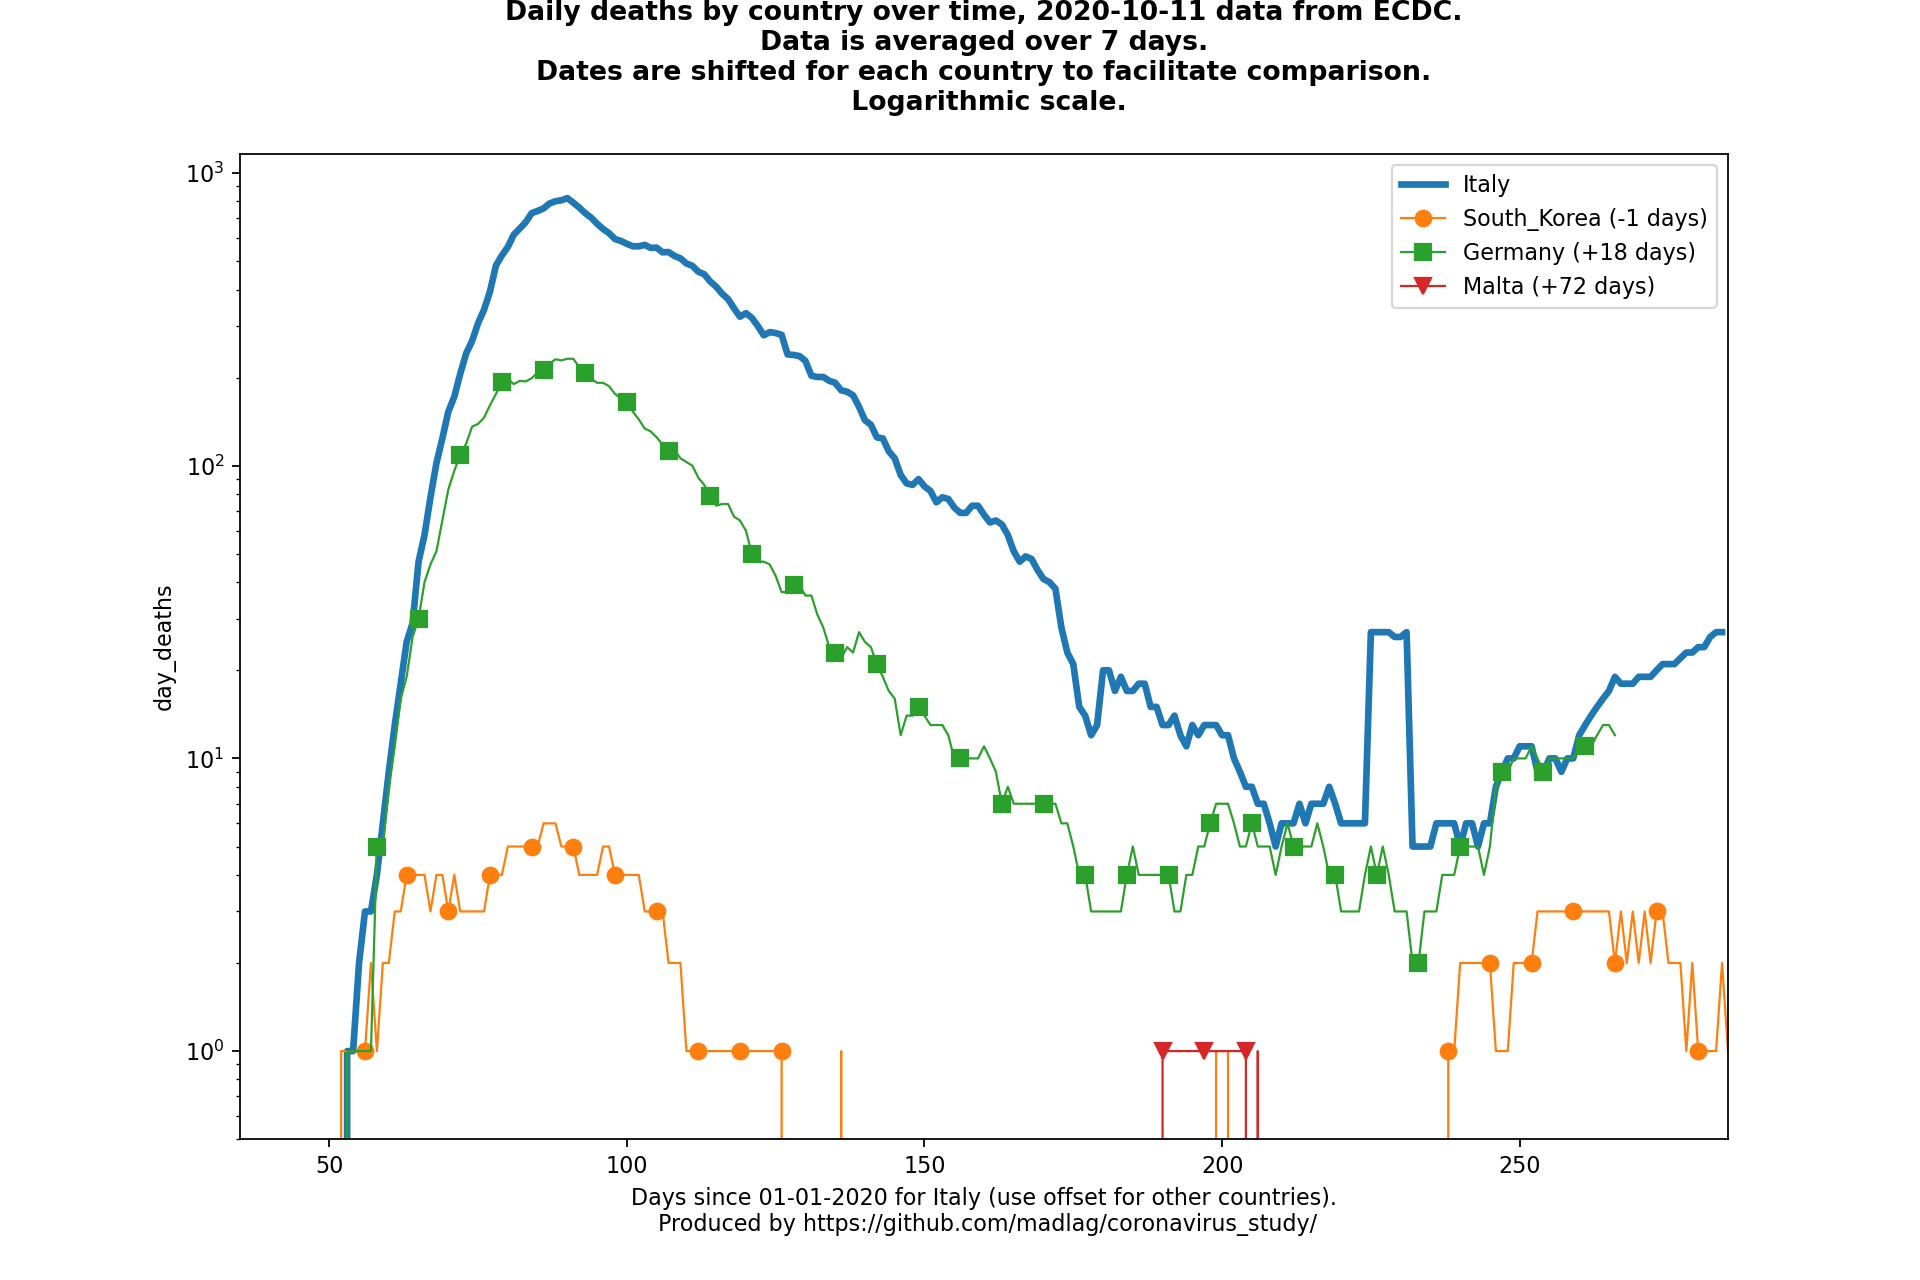 Daily deaths by country over time, 2020-10-11 data from ECDC.
Data is averaged over 7 days.
Dates are shifted for each country to facilitate comparison.
Logarithmic scale.
10³
10²
10¹
10⁰
day_deaths
Italy
South_Korea (-1 days)
Germany (+18 days)
Malta (+72 days)
50 100 150 200 250
Days since 01-01-2020 for Italy (use offset for other countries).
Produced by https://github.com/madlag/coronavirus_study/